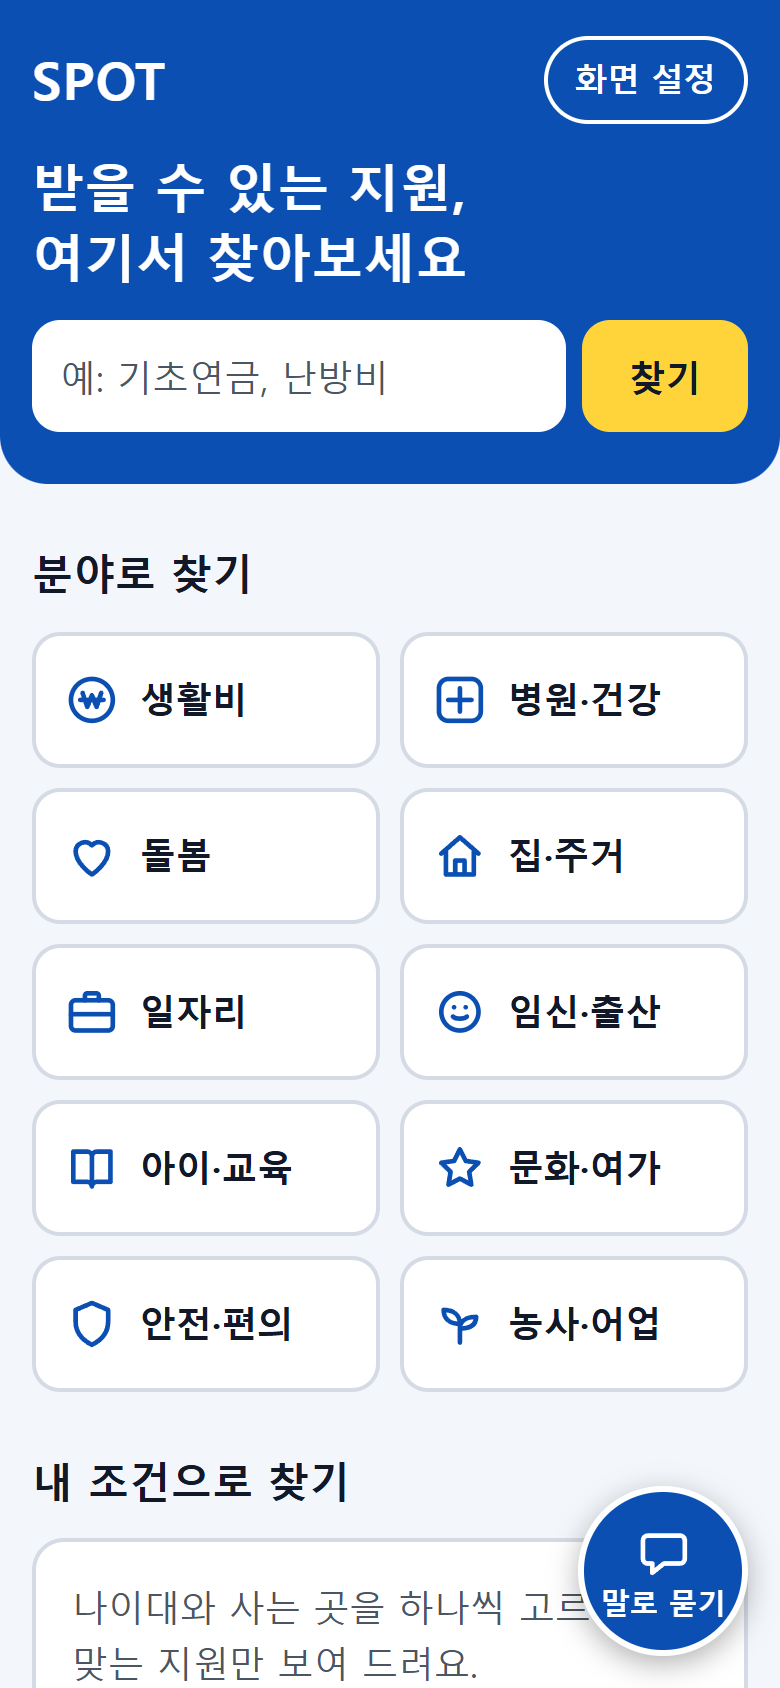 SPOT
화면 설정
받을 수 있는 지원,
여기서 찾아보세요
예: 기초연금, 난방비
찾기
분야로 찾기
생활비
병원·건강
돌봄
집·주거
일자리
임신·출산
아이·교육
문화·여가
안전·편의
농사·어업
내 조건으로 찾기
나이대와 사는 곳을 하나씩
맞는 지원만 보여 드려요.
말로 묻기